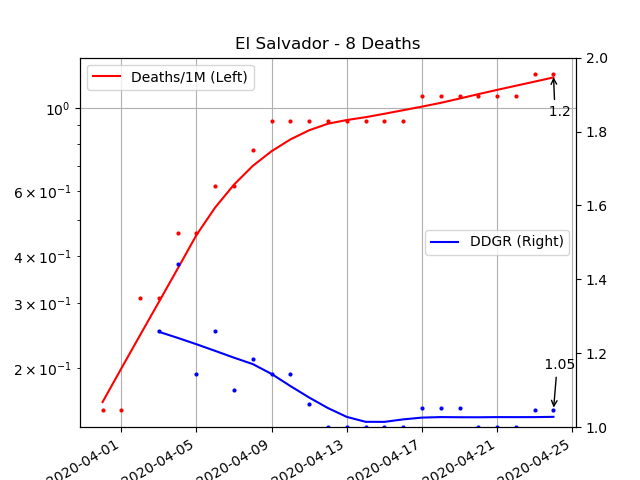 El Salvador - 8 Deaths
Deaths/1M (Left)
DDGR (Right)
10⁰
6 × 10⁻¹
4 × 10⁻¹
3 × 10⁻¹
2 × 10⁻¹
2.0
1.8
1.6
1.4
1.2
1.0
1.2
1.05
2020-04-01
2020-04-05
2020-04-09
2020-04-13
2020-04-17
2020-04-21
2020-04-25